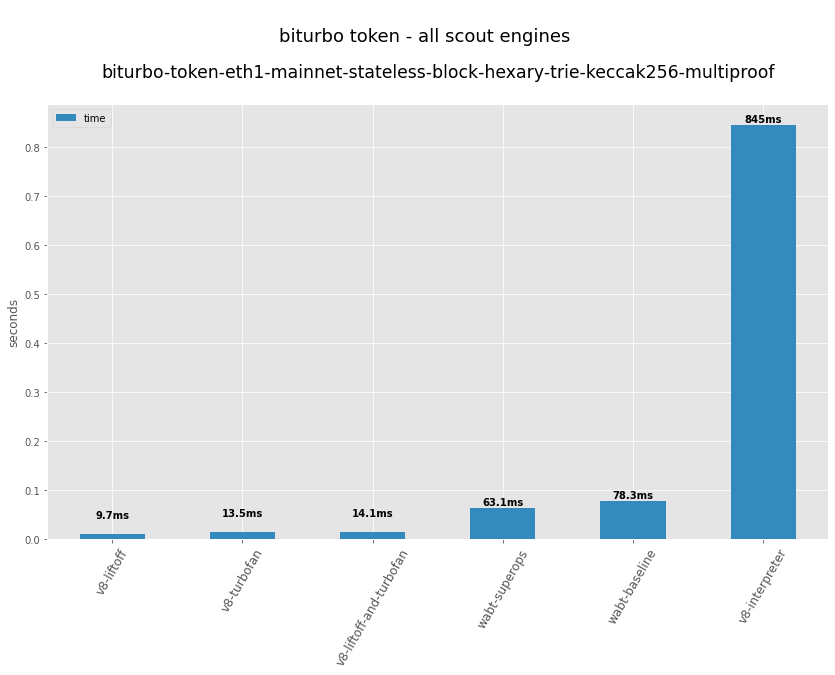 biturbo token - all scout engines
biturbo-token-eth1-mainnet-stateless-block-hexary-trie-keccak256-multiproof
time
845ms
0.8
0.7
0.6
0.5
seconds
0.4
0.3
0.2
0.1
9.7ms
13.5ms
14.1ms
63.1ms
78.3ms
0.0
v8-liftoff
v8-turbofan
v8-liftoff-and-turbofan
wabt-superops
wabt-baseline
v8-interpreter